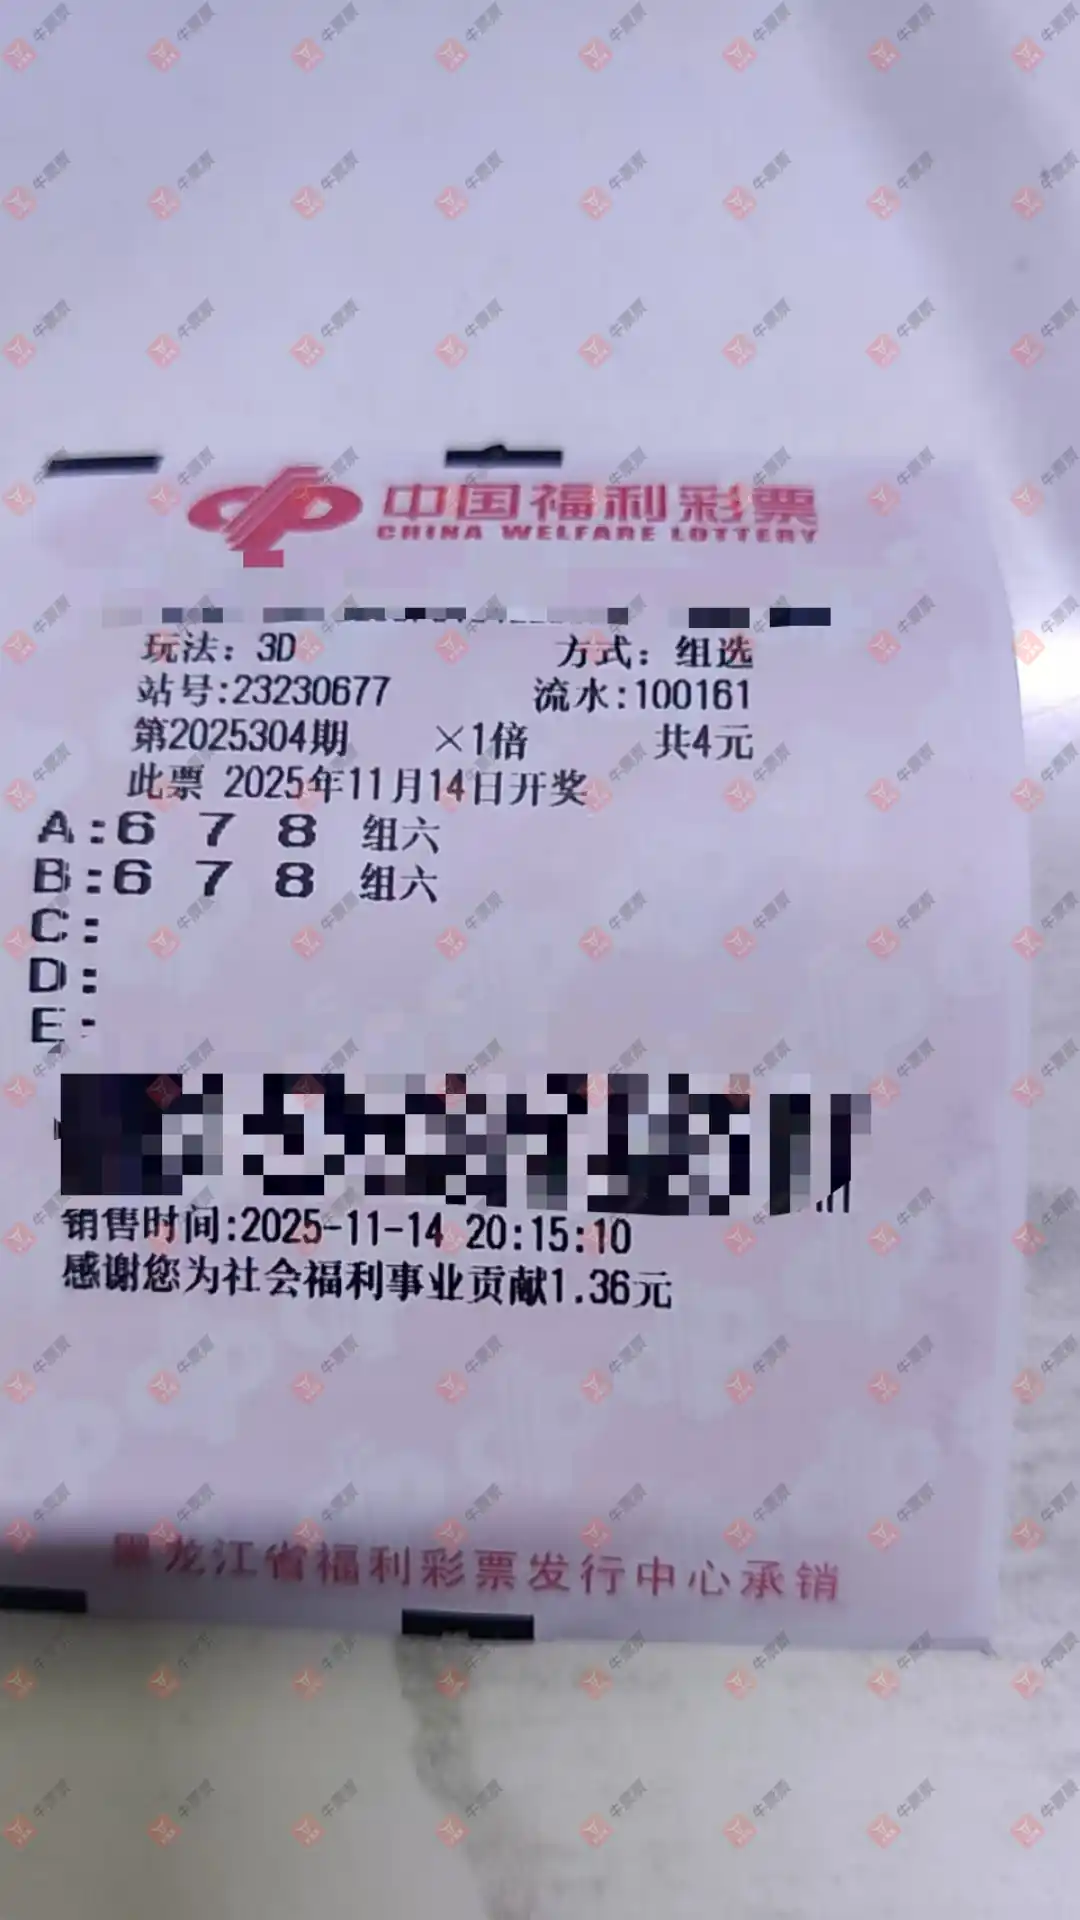 中国福利彩票
CHINA WELFARE LOTTERY
玩法：3D 方式：组选
站号:23230677 流水:100161
第2025304期 ×1倍 共4元
此票 2025年11月14日开奖
A:6 7 8 组六
B:6 7 8 组六
C:
D:
E:
销售时间:2025-11-14 20:15:10
感谢您为社会福利事业贡献1.36元
黑龙江省福利彩票发行中心承销
牛票票